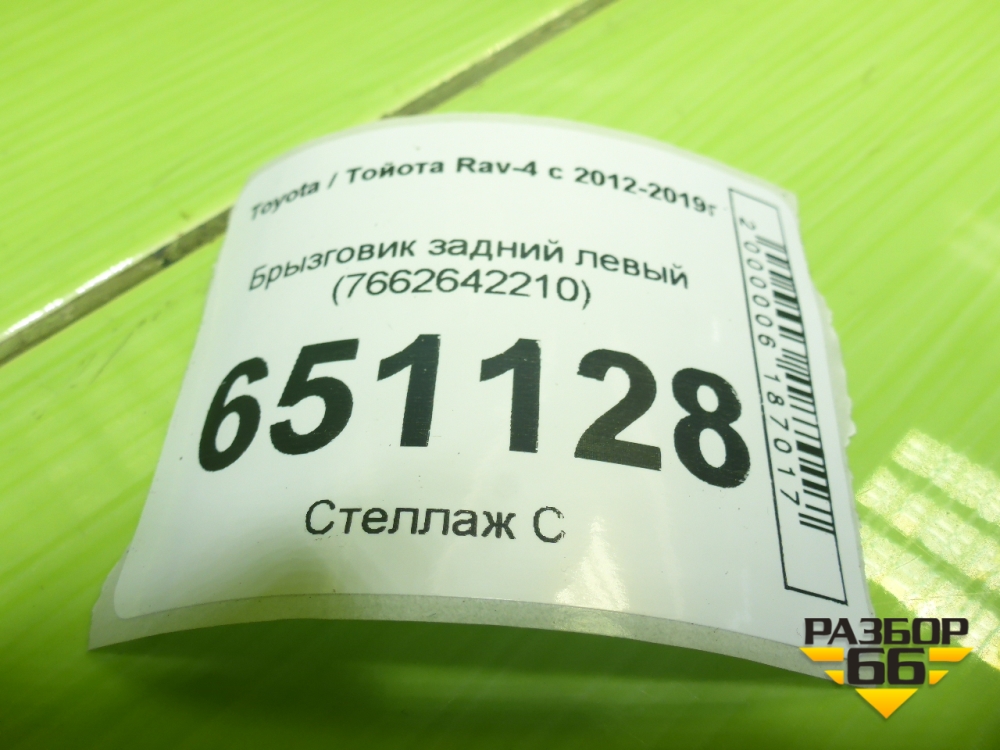 Toyota / Тойота Rav-4 с 2012-2019г
Брызговик задний левый
(7662642210)
651128
Стеллаж С
2000006187017
РАЗБОР
66